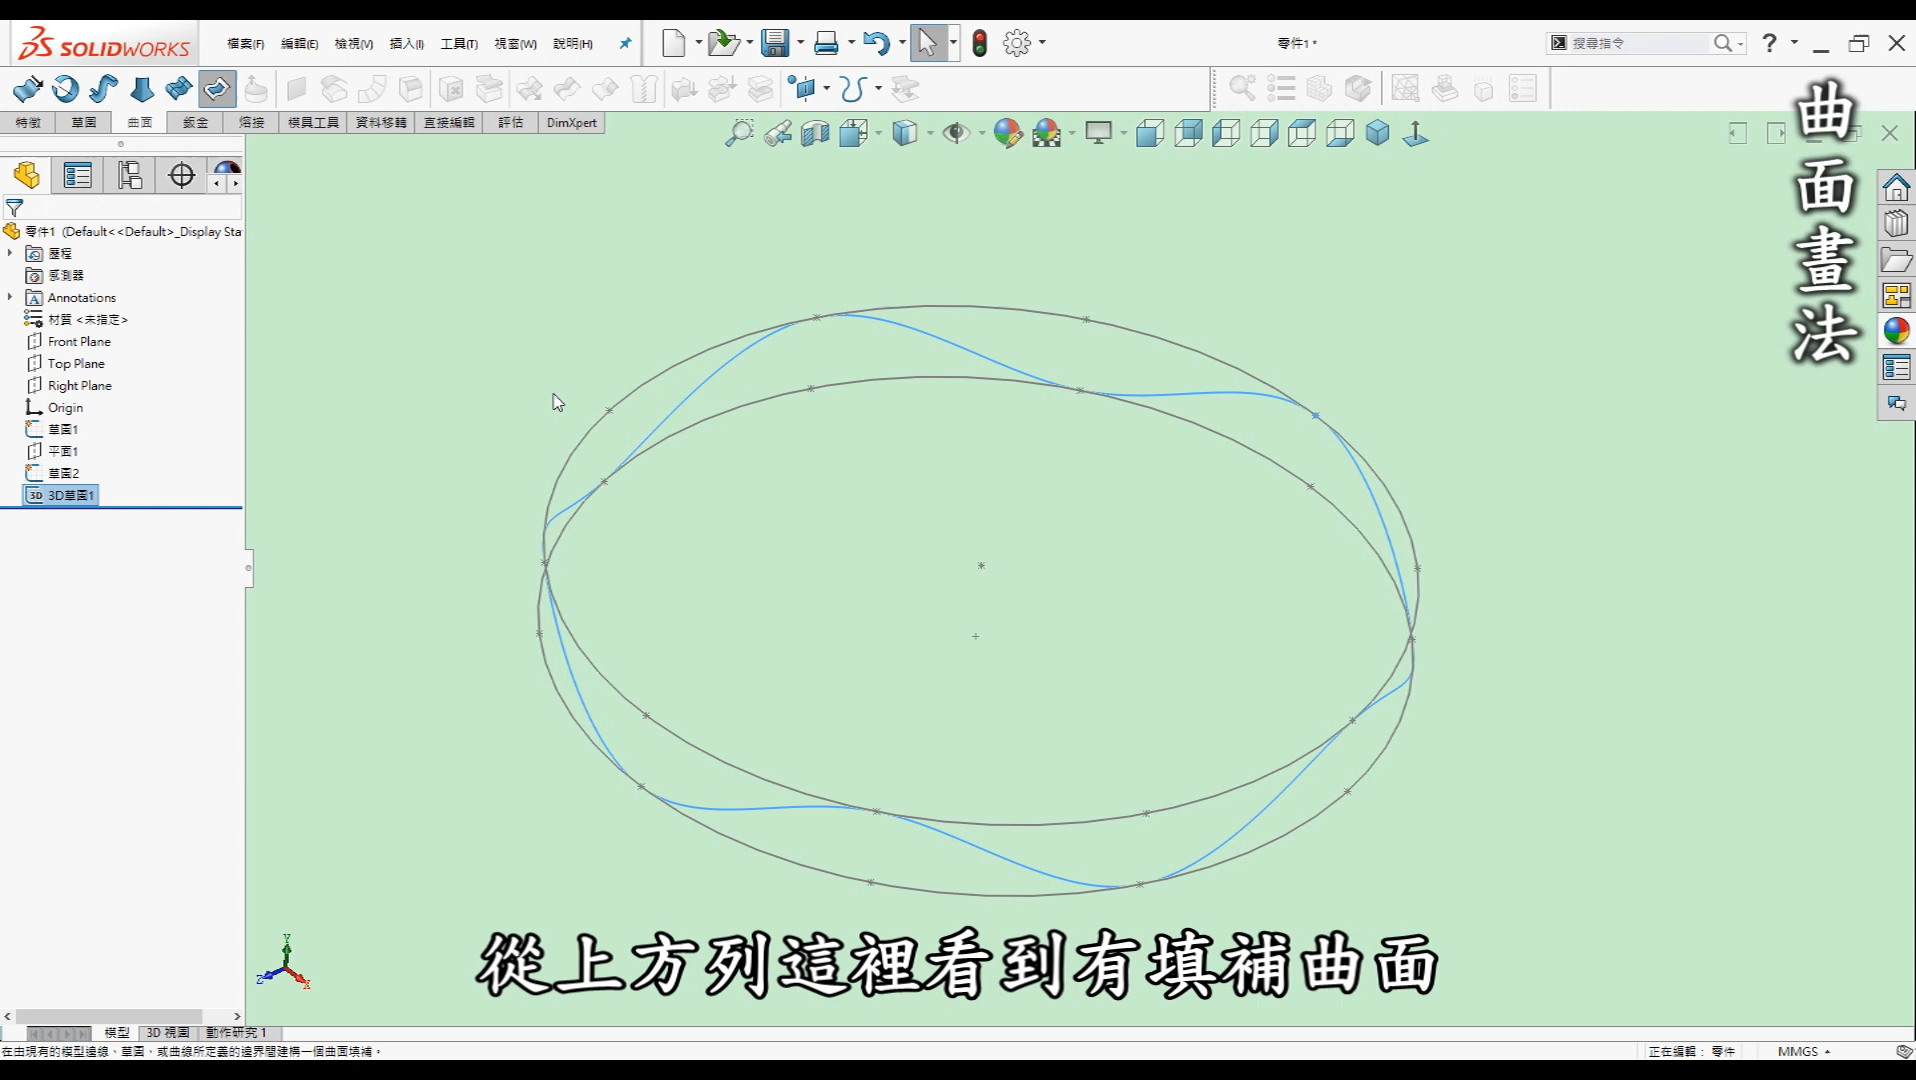 SOLIDWORKS
檔案(F) 編輯(E) 檢視(V) 插入(I) 工具(T) 視窗(W) 說明(H)
零件1 *
搜尋指令
?
特徵 草圖 曲面 鈑金 熔接 模具工具 資料移轉 直接編輯 評估 DimXpert
曲面畫法
零件1 (Default<<Default>_Display Sta
歷程
感測器
A Annotations
材質 <未指定>
Front Plane
Top Plane
Right Plane
Origin
草圖1
平面1
草圖2
3D 3D草圖1
Y
Z
X
從上方列這裡看到有填補曲面
模型 3D 視圖 動作研究 1
在由現有的模型邊線、草圖、或曲線所定義的邊界間建構一個曲面填補。
正在編輯： 零件
MMGS